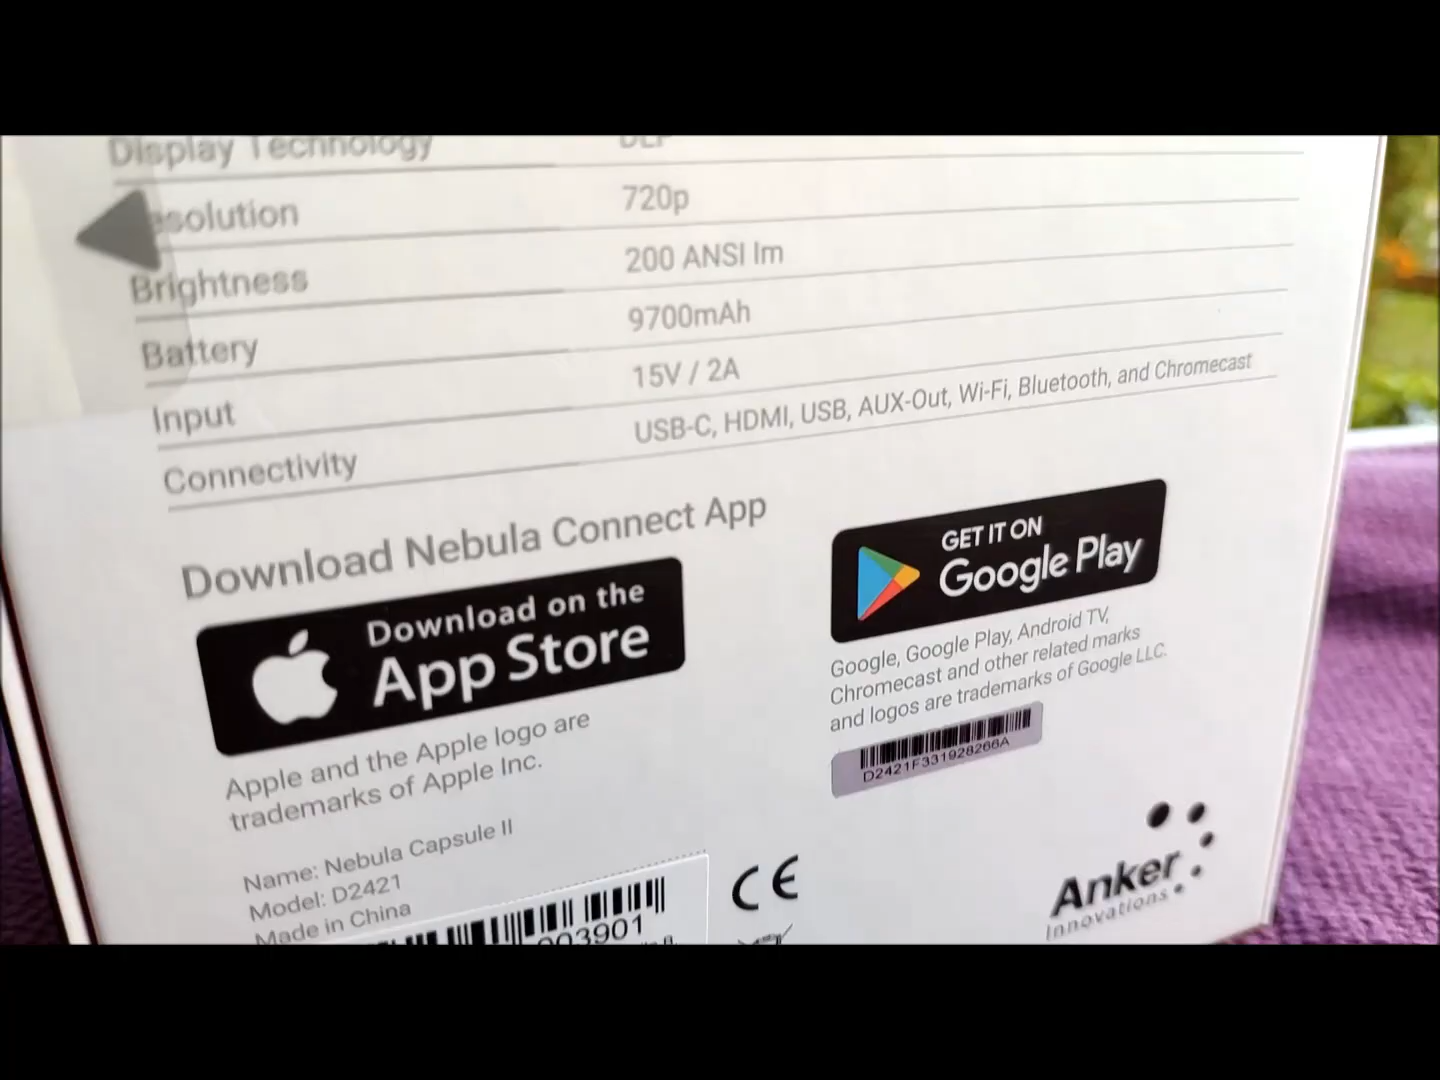 Display Technology DLP
esolution 720p
Brightness 200 ANSI lm
Battery 9700mAh
Input 15V / 2A
Connectivity USB-C, HDMI, USB, AUX-Out, Wi-Fi, Bluetooth, and Chromecast
Download Nebula Connect App
Download on the
App Store
GET IT ON
Google Play
Apple and the Apple logo are
trademarks of Apple Inc.
Google, Google Play, Android TV,
Chromecast and other related marks
and logos are trademarks of Google LLC.
D2421F331928266A
Name: Nebula Capsule II
Model: D2421
Made in China
003901
CE
Anker
Innovations